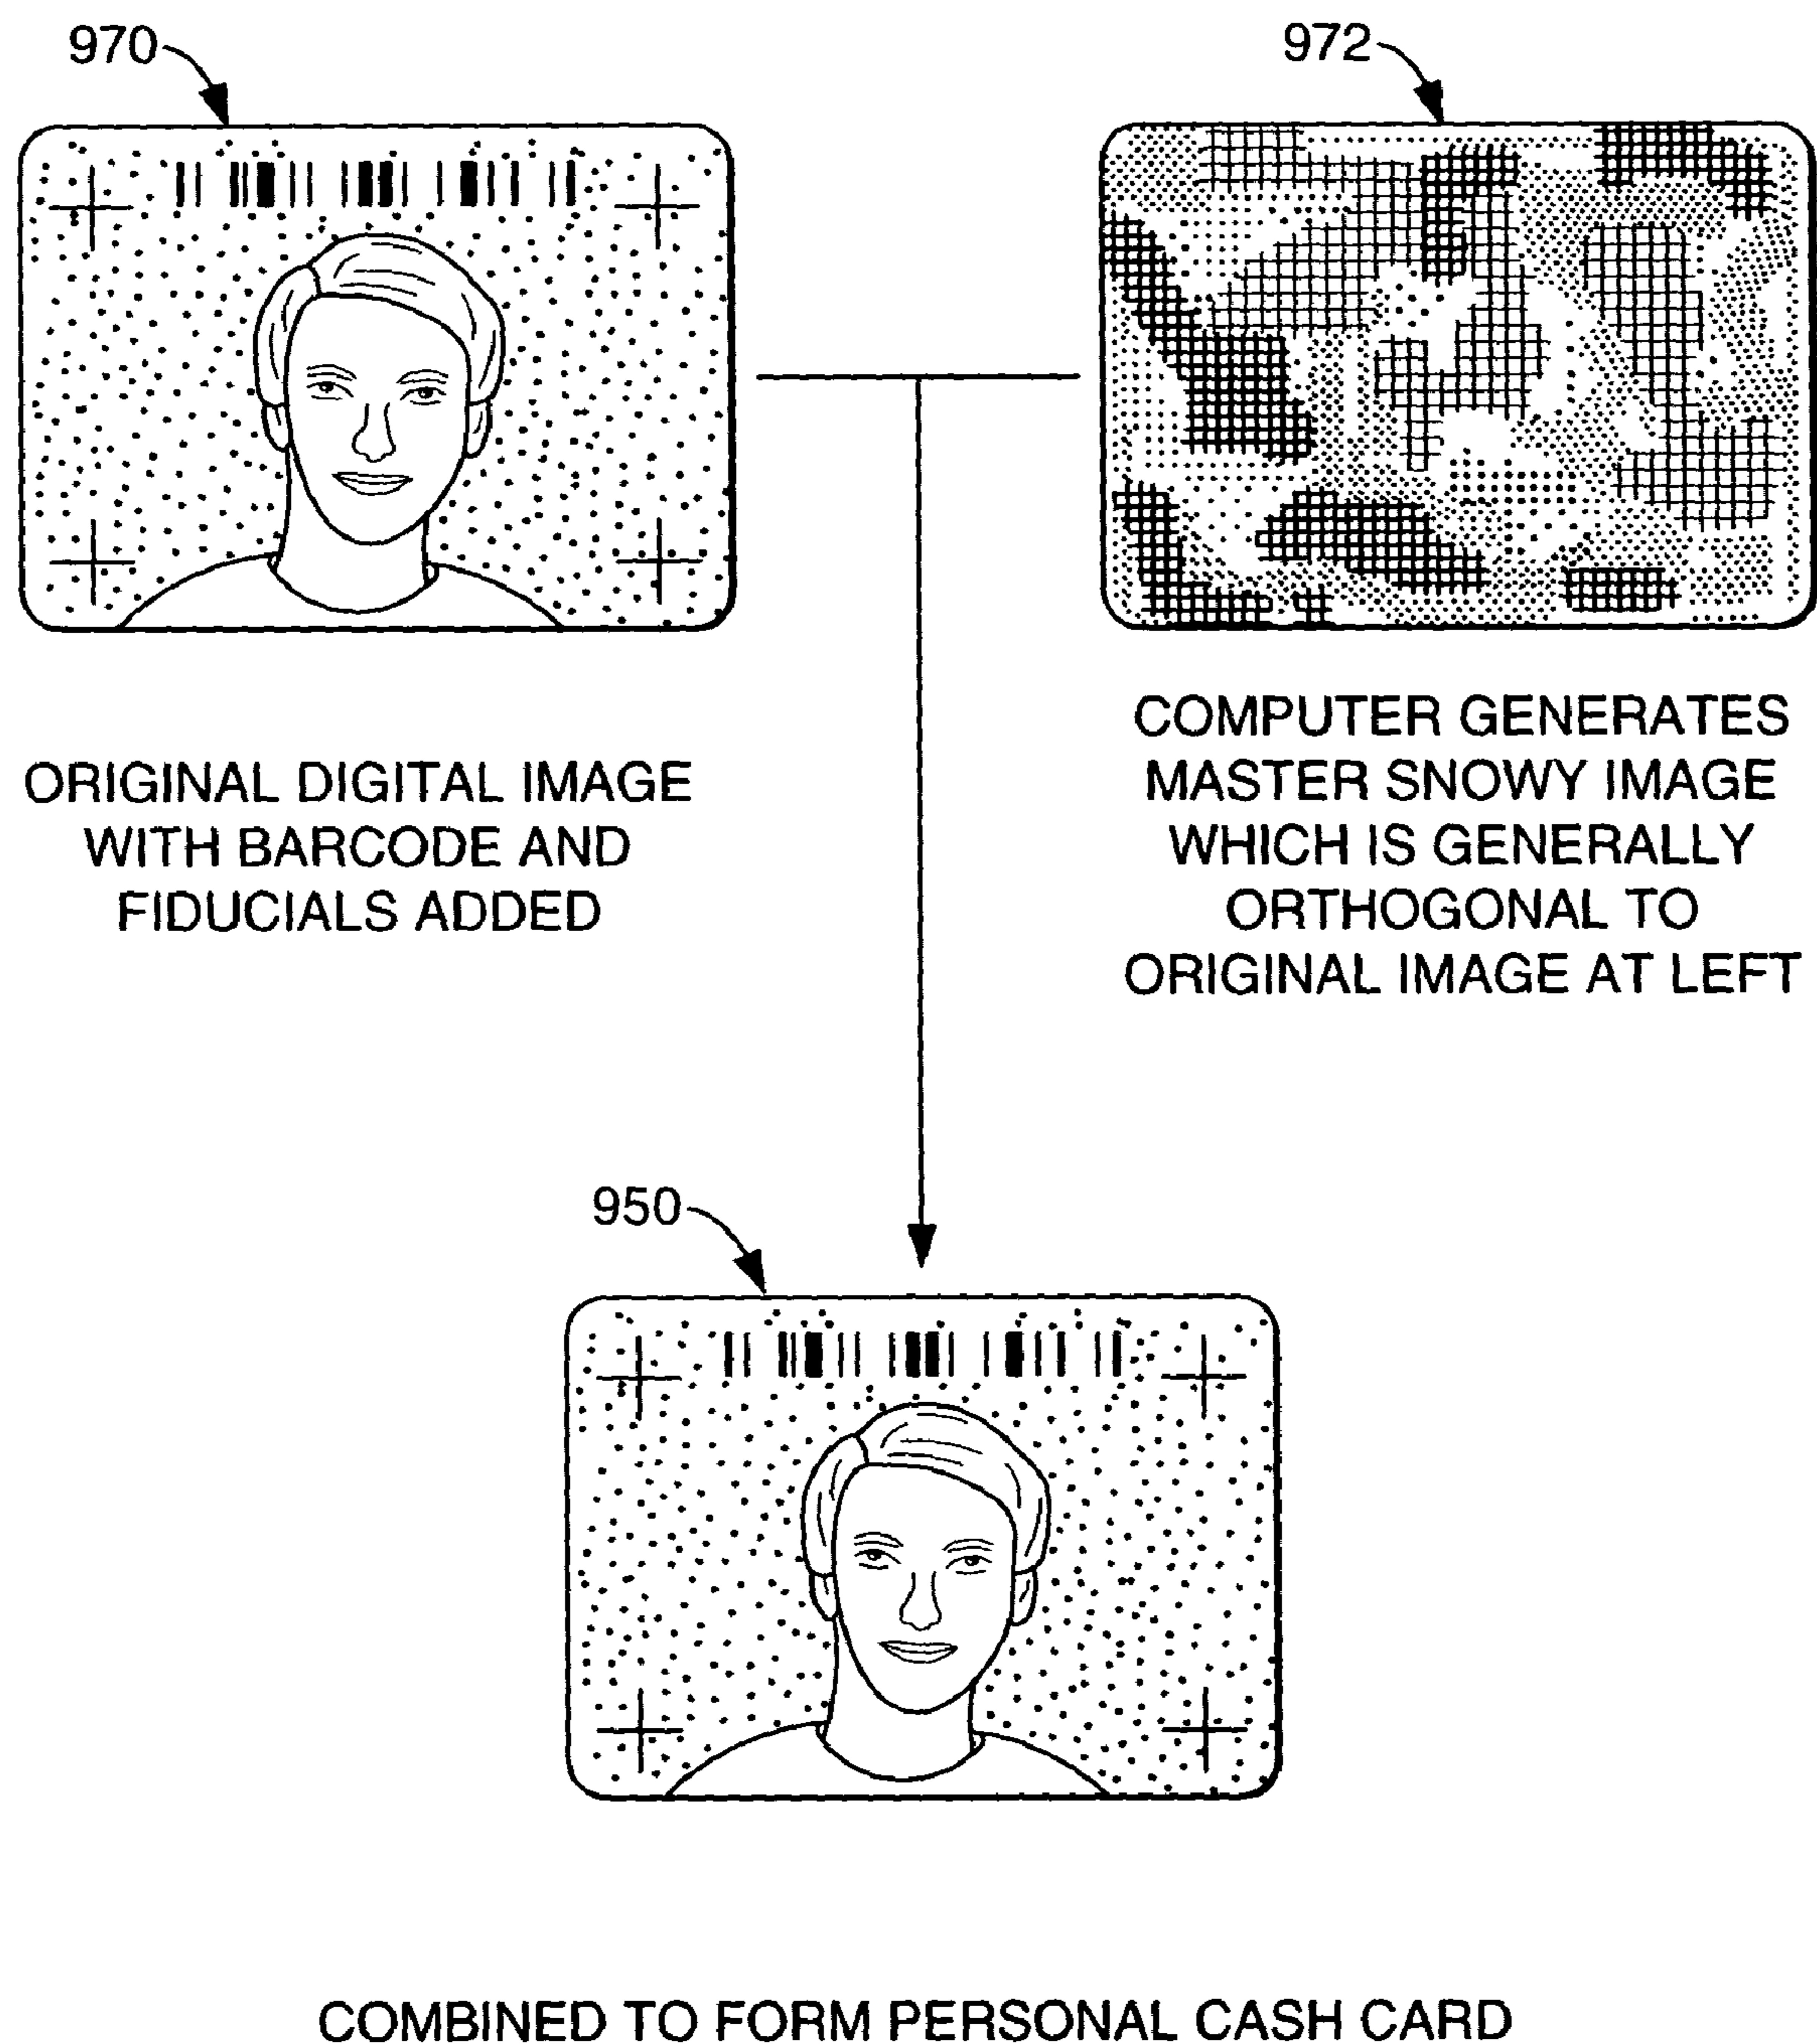 970
972
ORIGINAL DIGITAL IMAGE
WITH BARCODE AND
FIDUCIALS ADDED
COMPUTER GENERATES
MASTER SNOWY IMAGE
WHICH IS GENERALLY
ORTHOGONAL TO
ORIGINAL IMAGE AT LEFT
950
COMBINED TO FORM PERSONAL CASH CARD